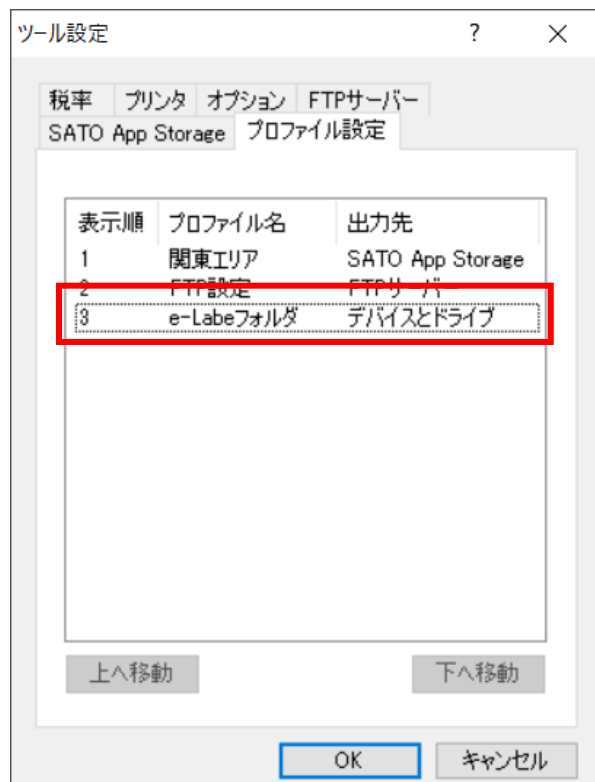 ツール設定 ?
税率 プリンタ オプション FTPサーバー
SATO App Storage プロファイル設定
表示順 プロファイル名 出力先
1 関東エリア SATO App Storage
2 FTP設定 FTPサーバー
3 e-Labeフォルダ デバイスとドライブ
上へ移動 下へ移動
OK キャンセル